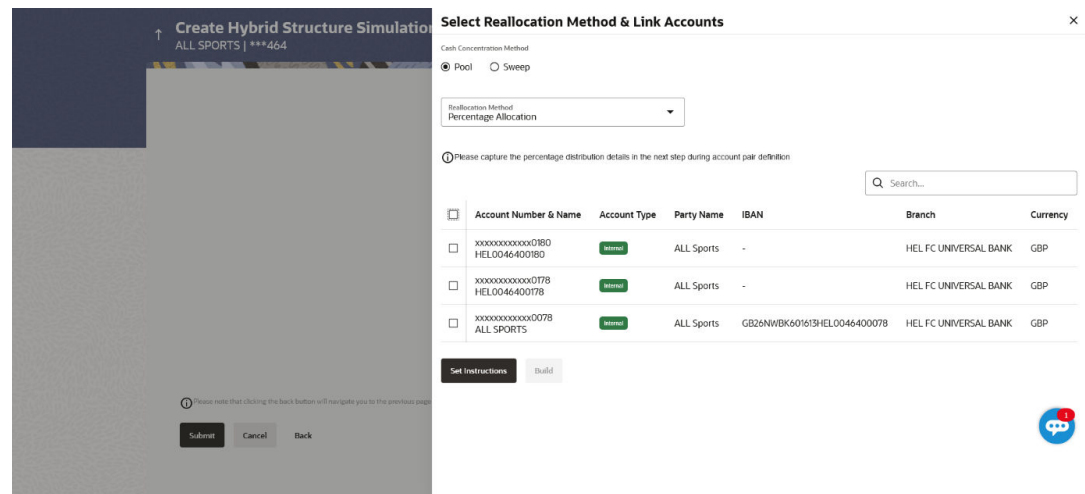 Create Hybrid Structure Simulation
ALL SPORTS | ***464
Please note that clicking the back button will navigate you to the previous page
Submit
Cancel
Back
Select Reallocation Method & Link Accounts
Cash Concentration Method
Pool
Sweep
Reallocation Method
Percentage Allocation
Please capture the percentage distribution details in the next step during account pair definition
Search...
Account Number & Name Account Type Party Name IBAN Branch Currency
xxxxxxxxxxxx0180
HEL0046400180 Internal ALL Sports - HEL FC UNIVERSAL BANK GBP
xxxxxxxxxxxx0178
HEL0046400178 Internal ALL Sports - HEL FC UNIVERSAL BANK GBP
xxxxxxxxxxxx0078
ALL SPORTS Internal ALL Sports GB26NWBK601613HEL0046400078 HEL FC UNIVERSAL BANK GBP
Set Instructions
Build
1